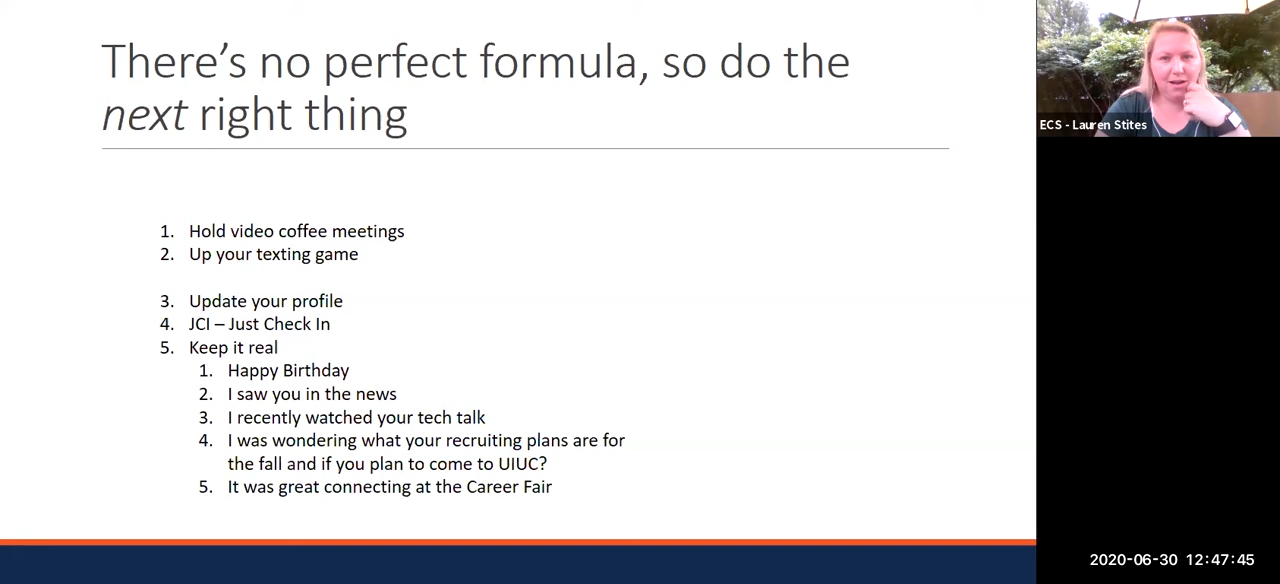 There's no perfect formula, so do the
next right thing
1. Hold video coffee meetings
2. Up your texting game
3. Update your profile
4. JCI – Just Check In
5. Keep it real
1. Happy Birthday
2. I saw you in the news
3. I recently watched your tech talk
4. I was wondering what your recruiting plans are for
the fall and if you plan to come to UIUC?
5. It was great connecting at the Career Fair
ECS - Lauren Stites
2020-06-30 12:47:45